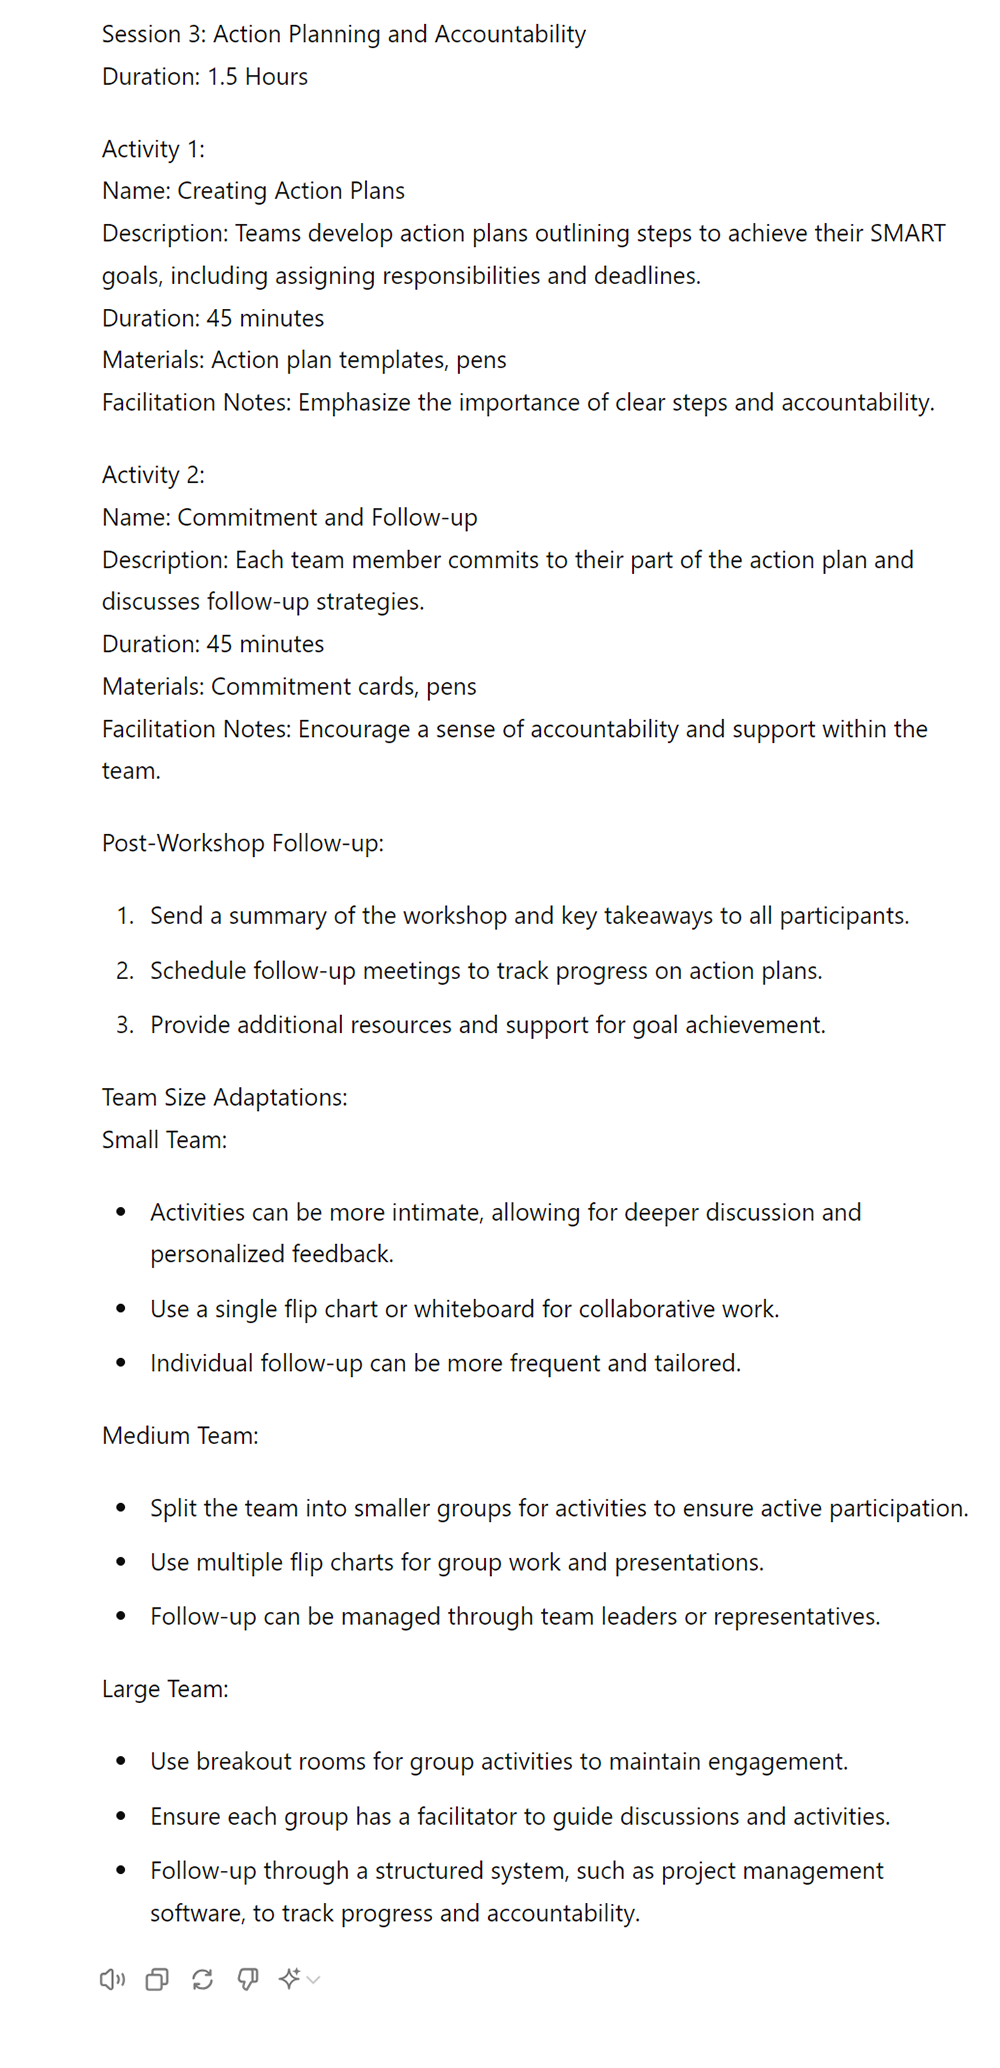 Session 3: Action Planning and Accountability
Duration: 1.5 Hours
Activity 1:
Name: Creating Action Plans
Description: Teams develop action plans outlining steps to achieve their SMART
goals, including assigning responsibilities and deadlines.
Duration: 45 minutes
Materials: Action plan templates, pens
Facilitation Notes: Emphasize the importance of clear steps and accountability.
Activity 2:
Name: Commitment and Follow-up
Description: Each team member commits to their part of the action plan and
discusses follow-up strategies.
Duration: 45 minutes
Materials: Commitment cards, pens
Facilitation Notes: Encourage a sense of accountability and support within the
team.
Post-Workshop Follow-up:
1. Send a summary of the workshop and key takeaways to all participants.
2. Schedule follow-up meetings to track progress on action plans.
3. Provide additional resources and support for goal achievement.
Team Size Adaptations:
Small Team:
• Activities can be more intimate, allowing for deeper discussion and
personalized feedback.
• Use a single flip chart or whiteboard for collaborative work.
• Individual follow-up can be more frequent and tailored.
Medium Team:
• Split the team into smaller groups for activities to ensure active participation.
• Use multiple flip charts for group work and presentations.
• Follow-up can be managed through team leaders or representatives.
Large Team:
• Use breakout rooms for group activities to maintain engagement.
• Ensure each group has a facilitator to guide discussions and activities.
• Follow-up through a structured system, such as project management
software, to track progress and accountability.